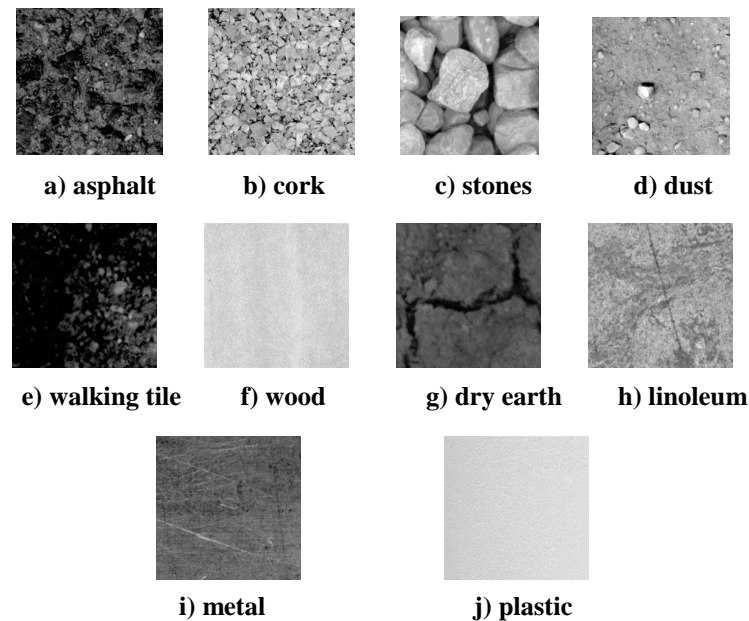 a) asphalt b) cork c) stones d) dust
e) walking tile f) wood g) dry earth h) linoleum
i) metal j) plastic